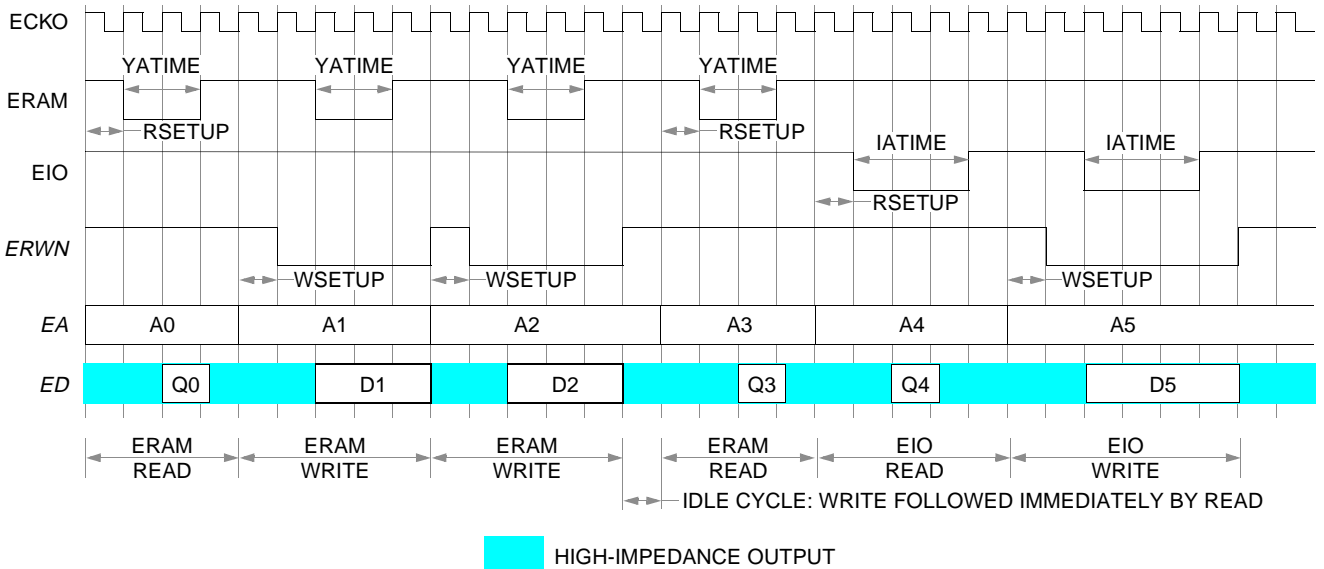 ECKO
YATIME YATIME YATIME YATIME
ERAM
RSETUP RSETUP
IATIME IATIME
EIO
RSETUP
ERWN
WSETUP WSETUP WSETUP
EA A0 A1 A2 A3 A4 A5
ED Q0 D1 D2 Q3 Q4 D5
ERAM ERAM ERAM ERAM EIO EIO
READ WRITE WRITE READ READ WRITE
IDLE CYCLE: WRITE FOLLOWED IMMEDIATELY BY READ
HIGH-IMPEDANCE OUTPUT